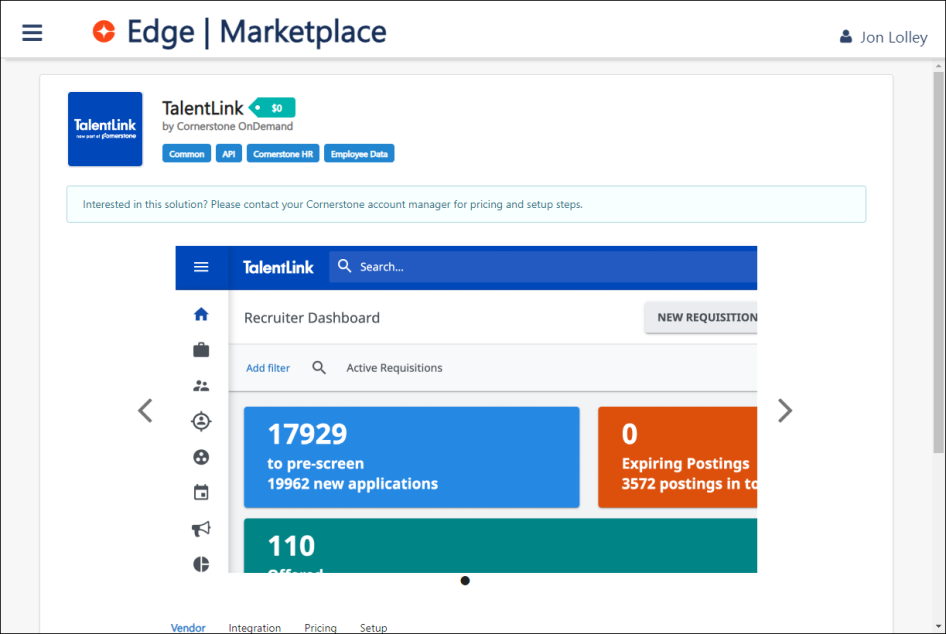 Edge | Marketplace
Jon Lolley
TalentLink
now part of Cornerstone
TalentLink
$0
by Cornerstone OnDemand
Common
API
Cornerstone HR
Employee Data
Interested in this solution? Please contact your Cornerstone account manager for pricing and setup steps.
TalentLink
Search...
Recruiter Dashboard
NEW REQUISITION
Add filter
Active Requisitions
17929
to pre-screen
19962 new applications
0
Expiring Postings
3572 postings in to
110
Offered
Vendor Integration Pricing Setup